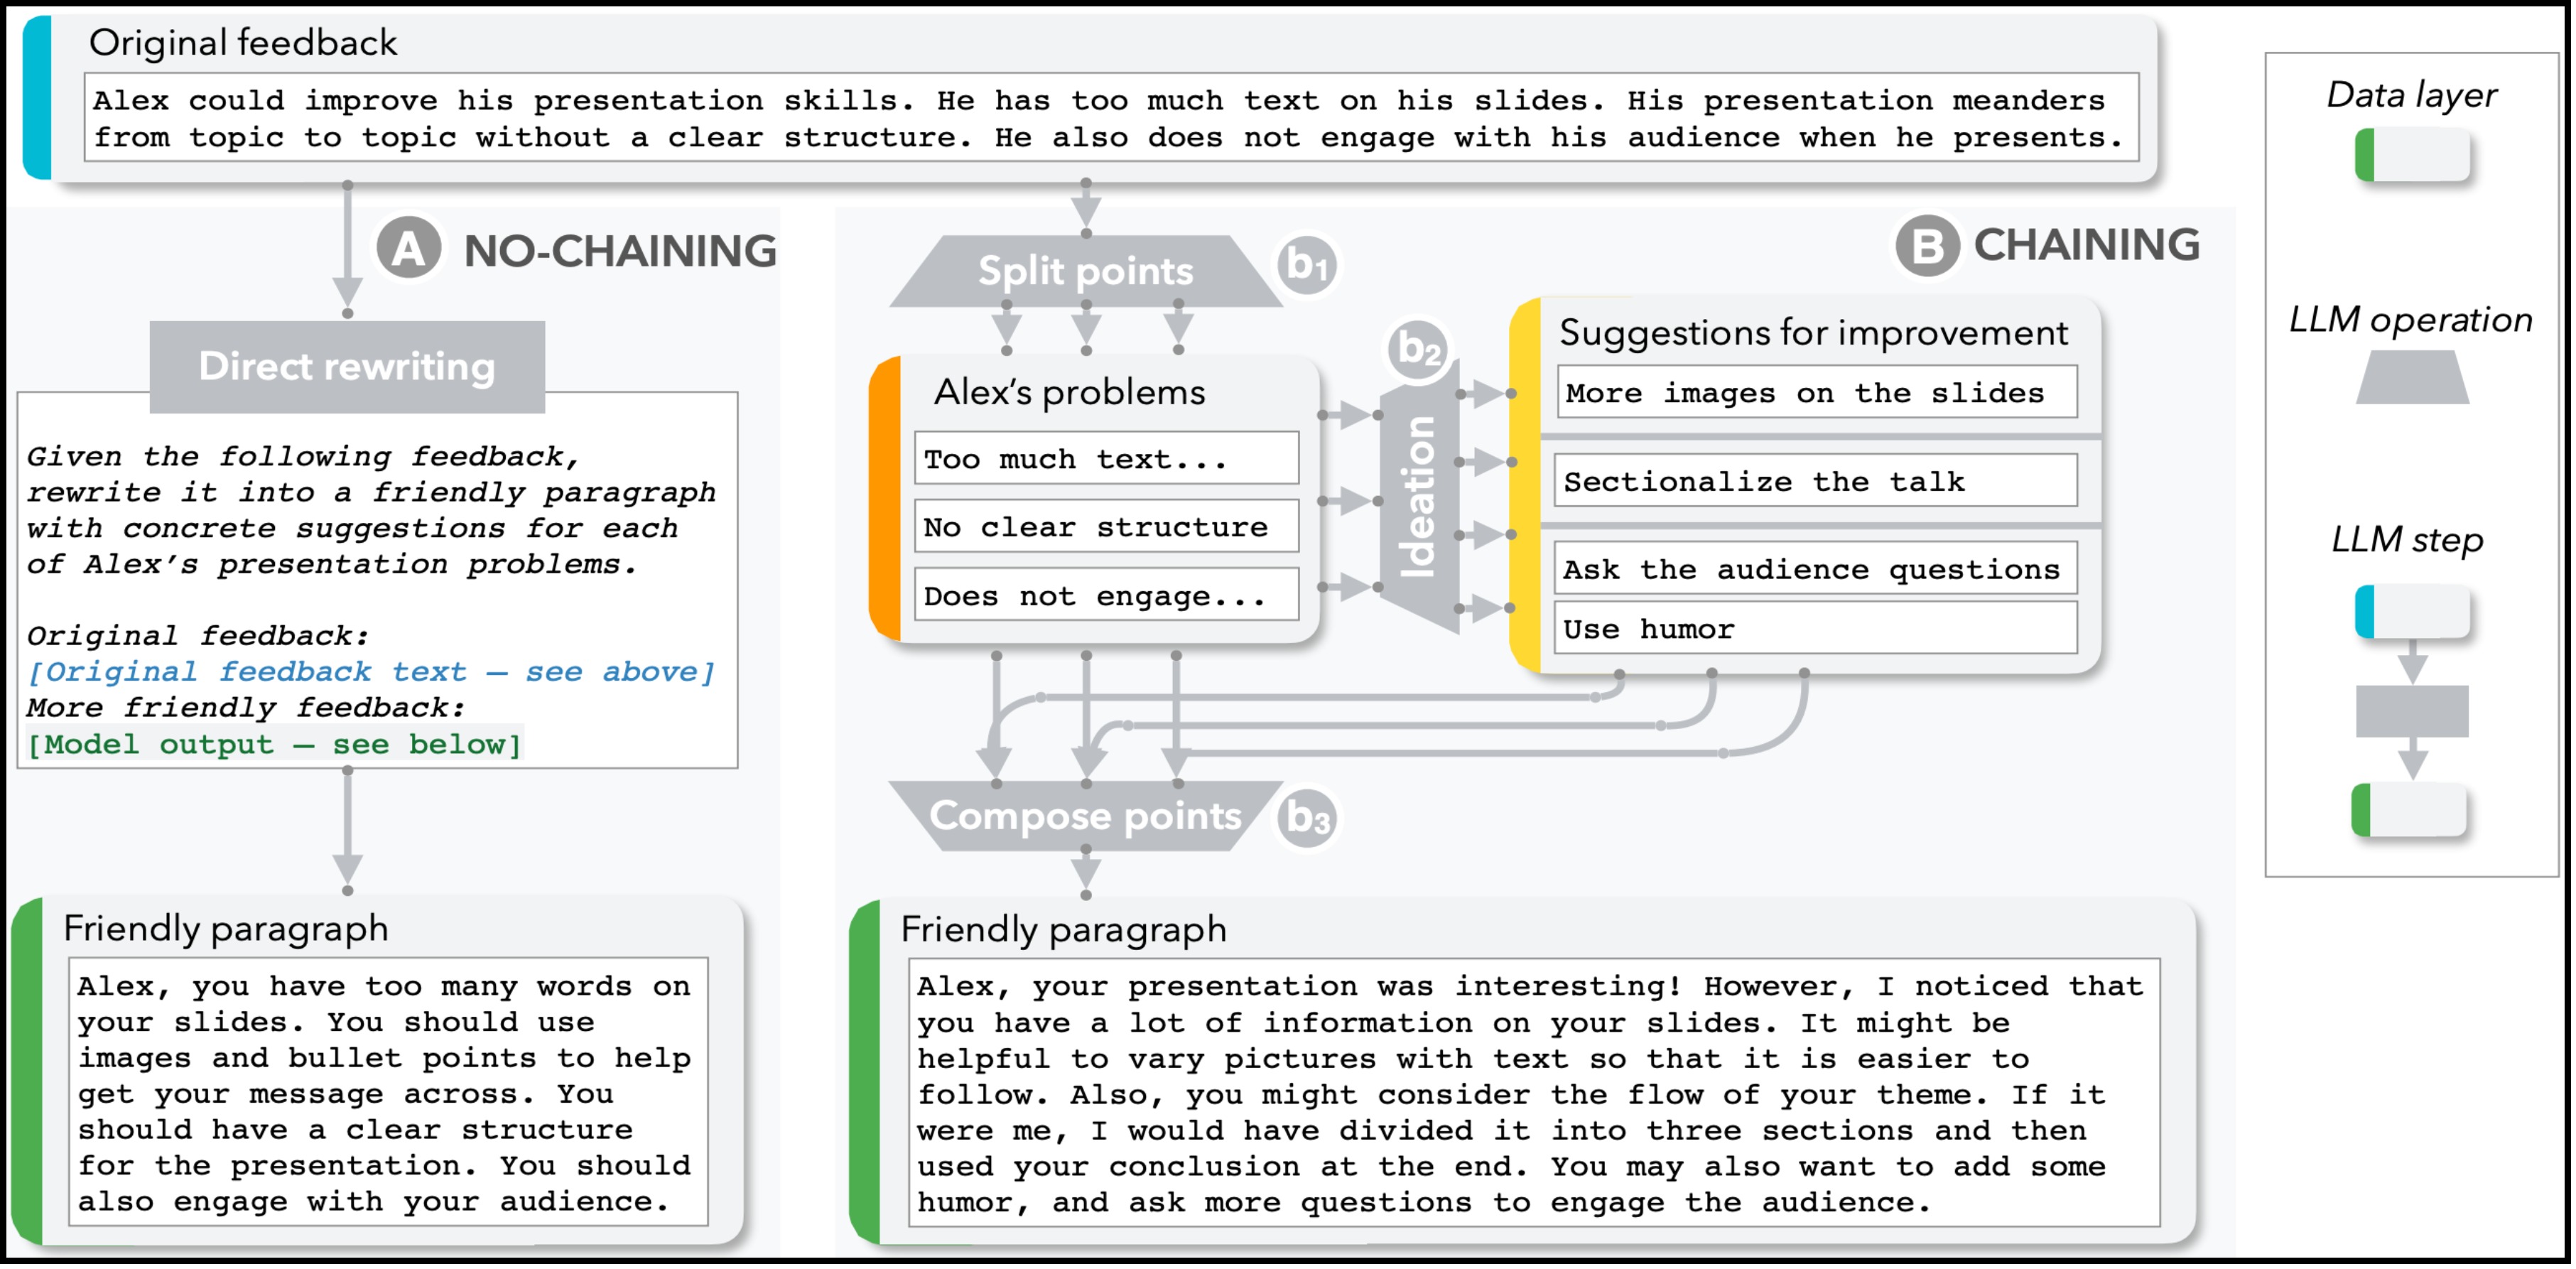 Original feedback
Alex could improve his presentation skills. He has too much text on his slides. His presentation meanders
from topic to topic without a clear structure. He also does not engage with his audience when he presents.
A NO-CHAINING
Direct rewriting
Given the following feedback,
rewrite it into a friendly paragraph
with concrete suggestions for each
of Alex’s presentation problems.
Original feedback:
[Original feedback text – see above]
More friendly feedback:
[Model output – see below]
Friendly paragraph
Alex, you have too many words on
your slides. You should use
images and bullet points to help
get your message across. You
should have a clear structure
for the presentation. You should
also engage with your audience.
B CHAINING
Split points
b1
Alex’s problems
Too much text...
No clear structure
Does not engage...
b2
Ideation
Suggestions for improvement
More images on the slides
Sectionalize the talk
Ask the audience questions
Use humor
Compose points
b3
Friendly paragraph
Alex, your presentation was interesting! However, I noticed that
you have a lot of information on your slides. It might be
helpful to vary pictures with text so that it is easier to
follow. Also, you might consider the flow of your theme. If it
were me, I would have divided it into three sections and then
used your conclusion at the end. You may also want to add some
humor, and ask more questions to engage the audience.
Data layer
LLM operation
LLM step